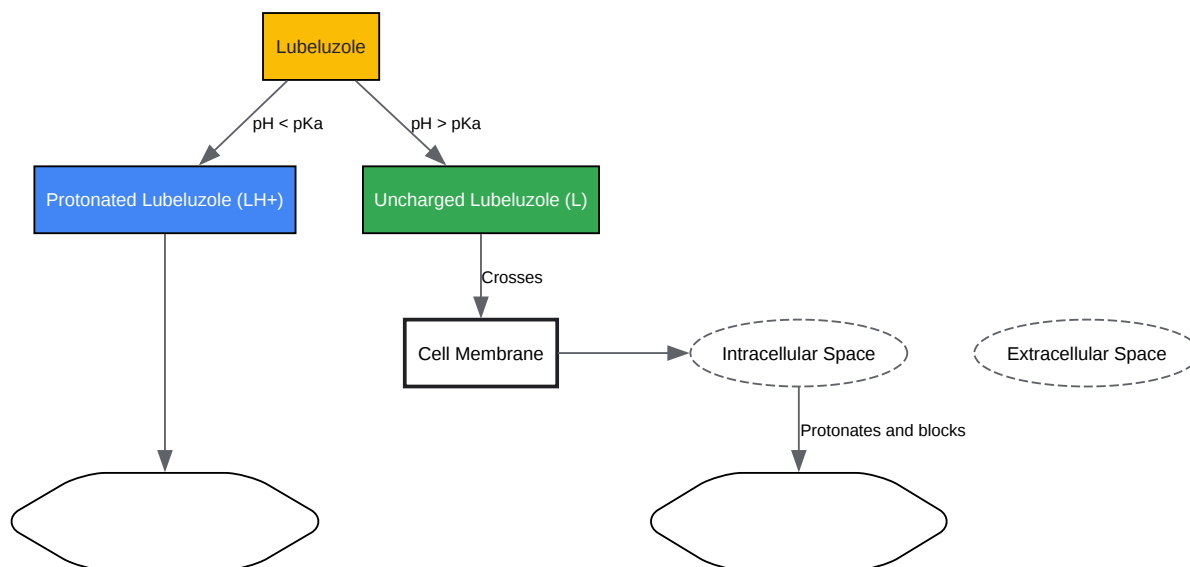 Lubeluzole
pH < pKa
pH > pKa
Protonated Lubeluzole (LH+)
Uncharged Lubeluzole (L)
Crosses
Cell Membrane
Intracellular Space
Extracellular Space
Protonates and blocks